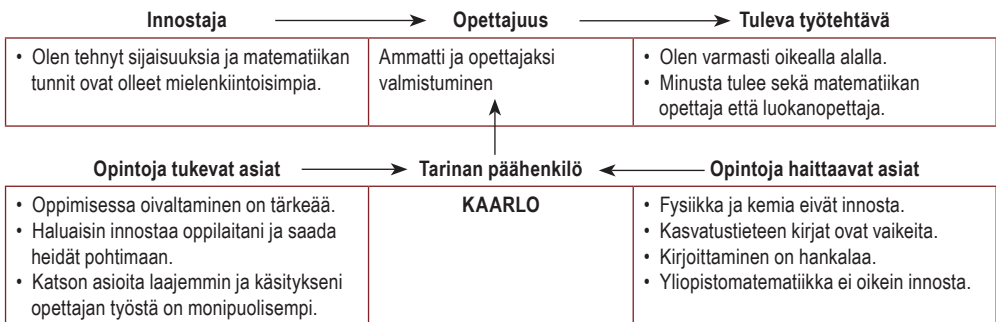 Innostaja Opettajuus Tuleva työtehtävä
• Olen tehnyt sijaisuuksia ja matematiikan
tunnit ovat olleet mielenkiintoisimpia.
Ammatti ja opettajaksi
valmistuminen
• Olen varmasti oikealla alalla.
• Minusta tulee sekä matematiikan
opettaja että luokanopettaja.
Opintoja tukevat asiat Tarinan päähenkilö Opintoja haittaavat asiat
• Oppimisessa oivaltaminen on tärkeää.
• Haluaisin innostaa oppilaitani ja saada
heidät pohtimaan.
• Katson asioita laajemmin ja käsitykseni
opettajan työstä on monipuolisempi.
KAARLO
• Fysiikka ja kemia eivät innosta.
• Kasvatustieteen kirjat ovat vaikeita.
• Kirjoittaminen on hankalaa.
• Yliopistomatematiikka ei oikein innosta.